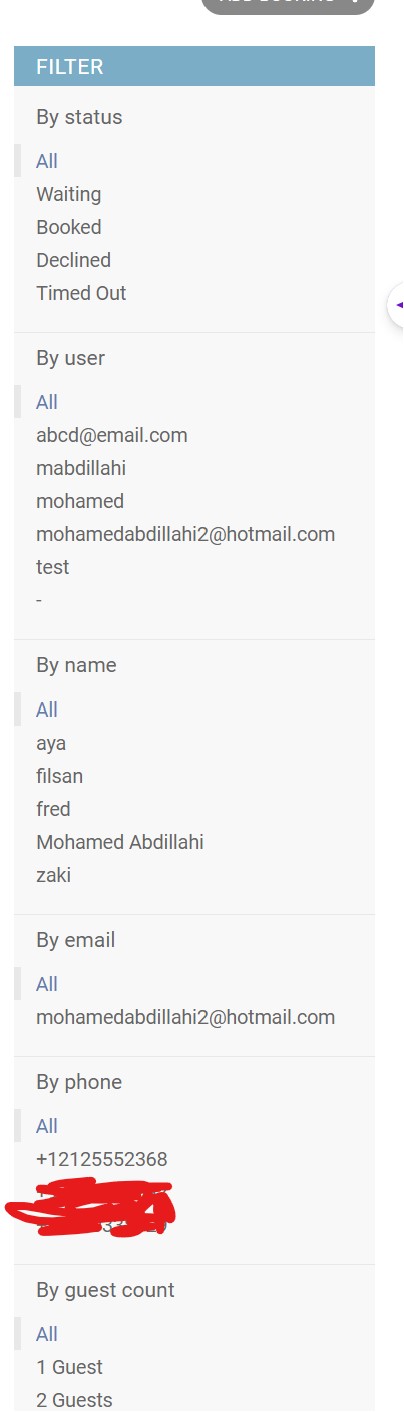 FILTER
By status
All
Waiting
Booked
Declined
Timed Out
By user
All
abcd@email.com
mabdillahi
mohamed
mohamedabdillahi2@hotmail.com
test
-
By name
All
aya
filsan
fred
Mohamed Abdillahi
zaki
By email
All
mohamedabdillahi2@hotmail.com
By phone
All
+12125552368
By guest count
All
1 Guest
2 Guests